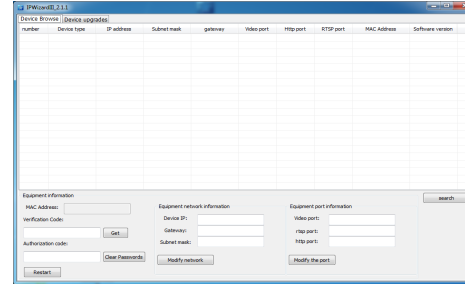 IPWizardIII_2.1.1
Device Browse Device upgrades
number Device type IP address Subnet mask gateway Video port Http port RTSP port MAC Address Software version
Equipment information
search
MAC Address:
Equipment network information
Equipment port information
Verification Code:
Device IP:
Video port:
Get
Gateway:
rtsp port:
Authorization code:
Subnet mask:
http port:
Clear Passwords
Modify network
Modify the port
Restart